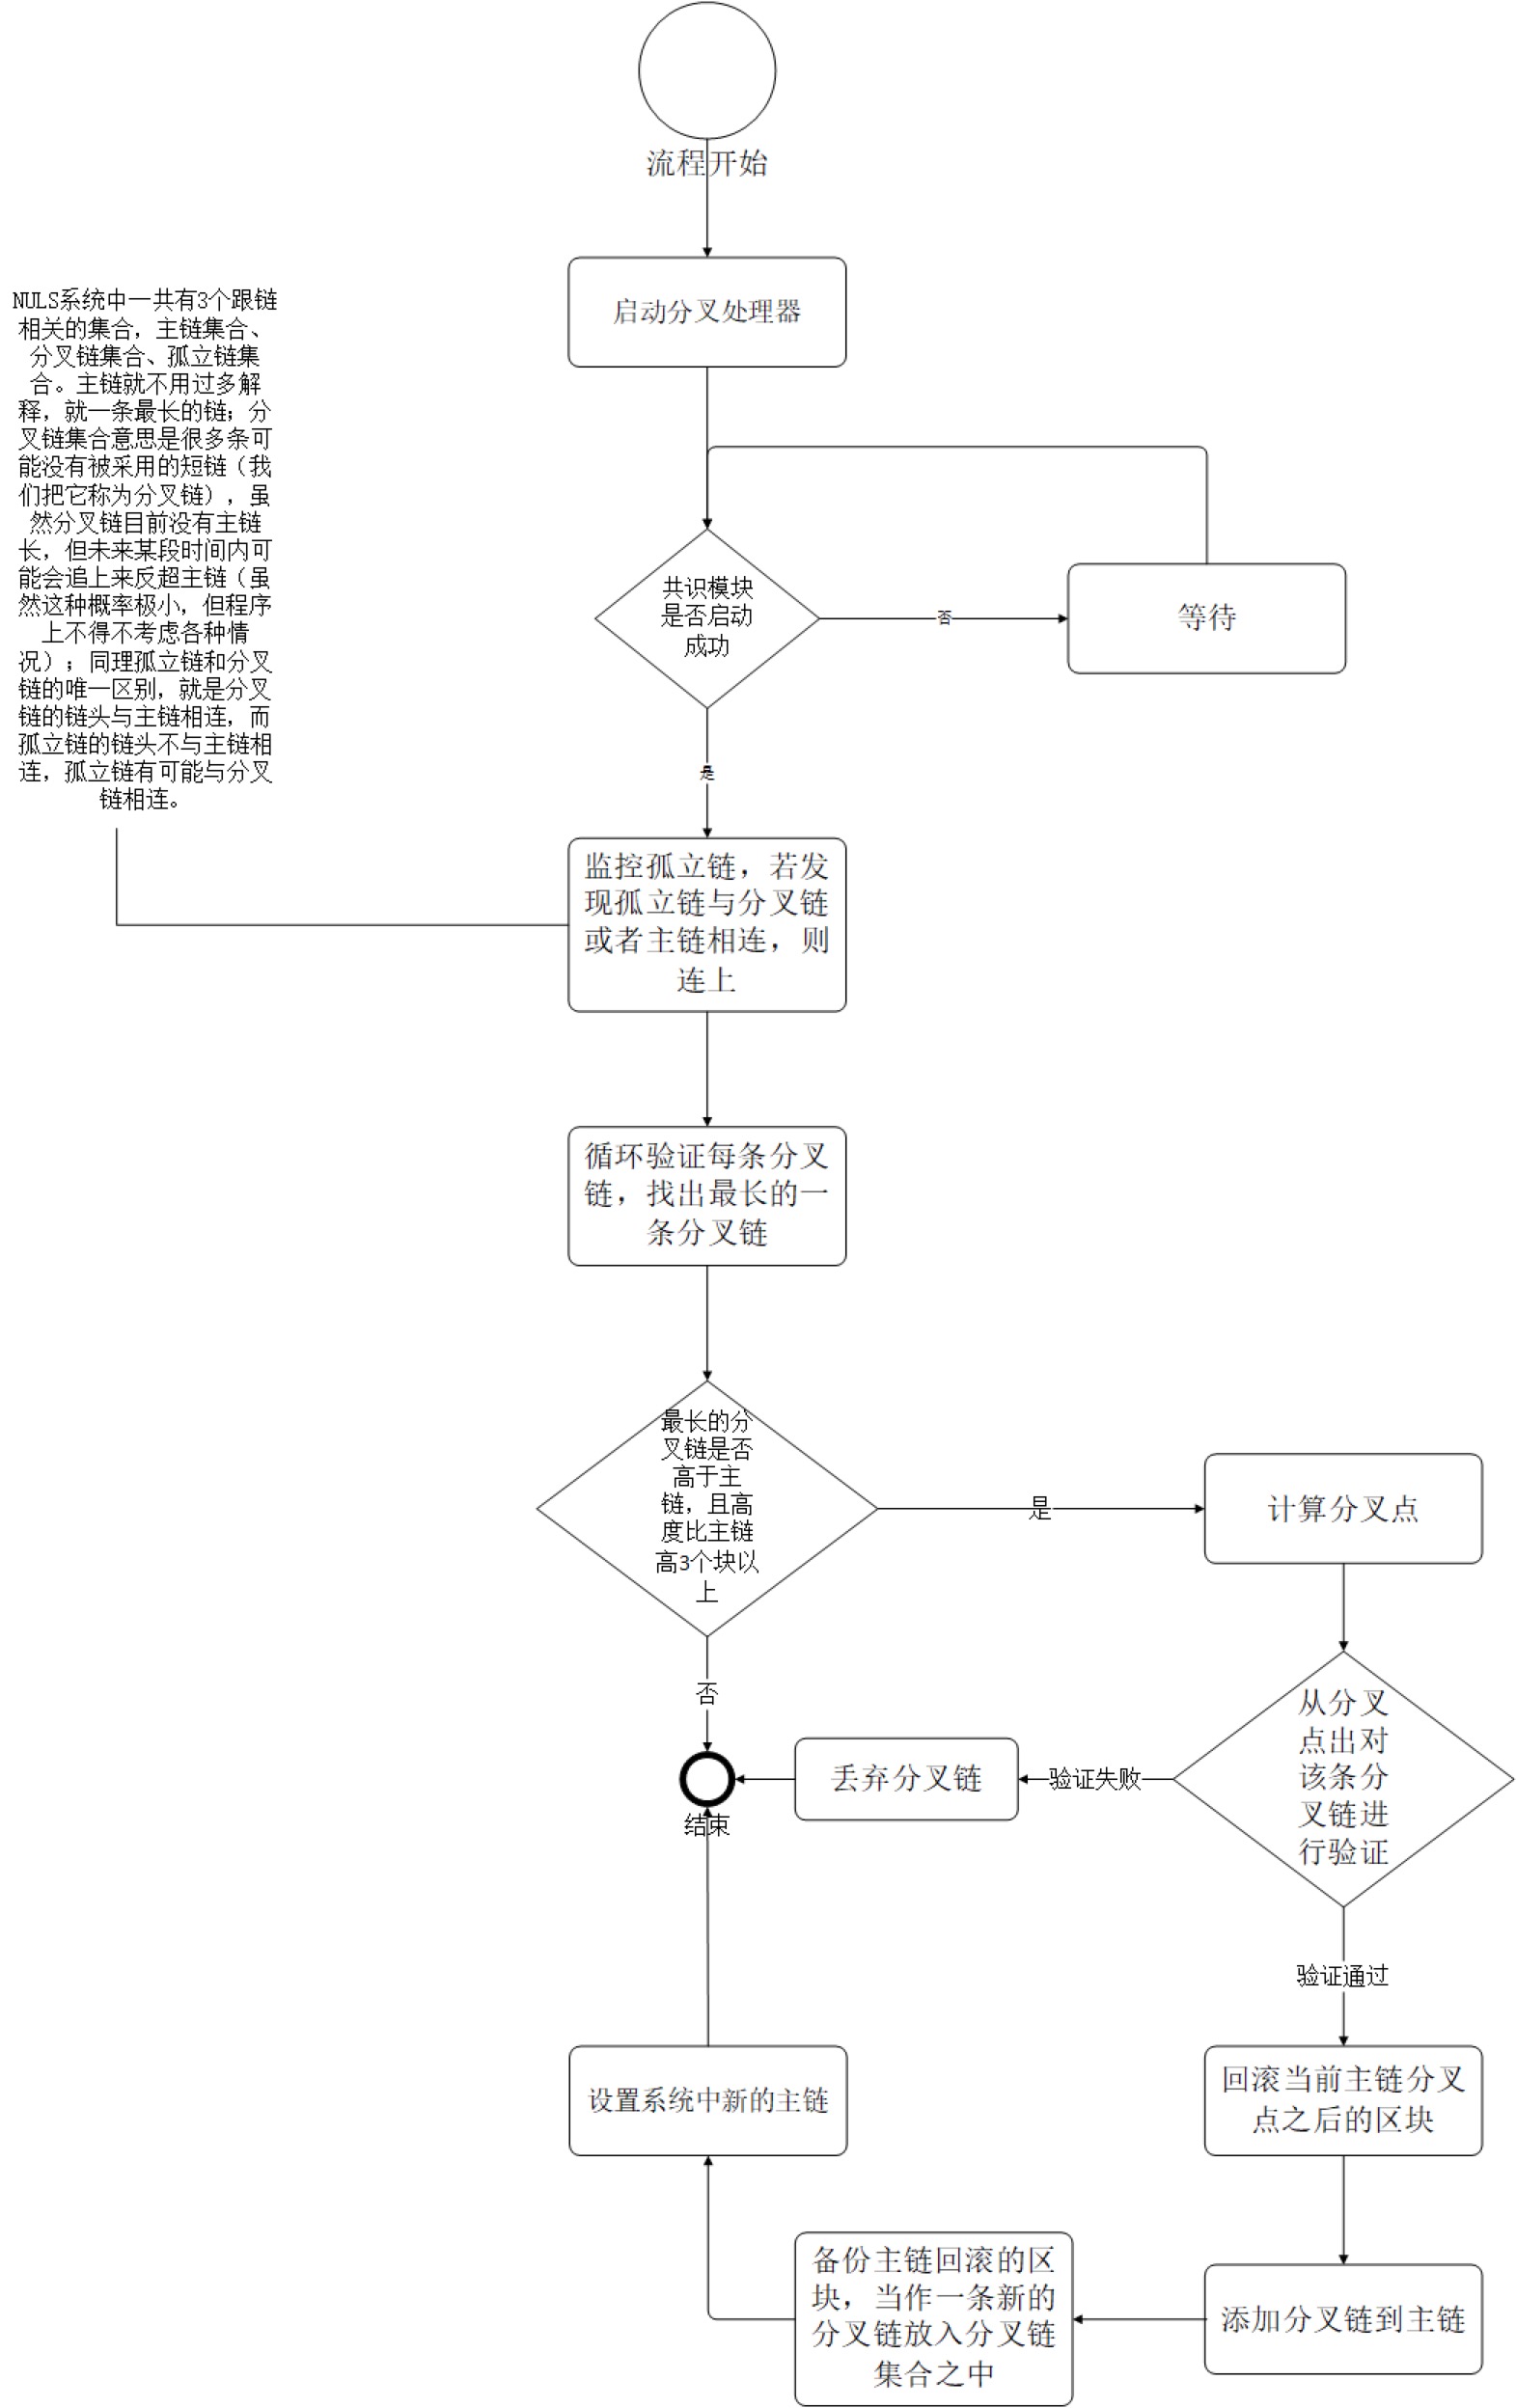 流程开始
启动分叉处理器
NULS系统中一共有3个跟链
相关的集合，主链集合、
分叉链集合、孤立链集
合。主链就不用过多解
释，就一条最长的链；分
叉链集合意思是很多条可
能没有被采用的短链（我
们把它称为分叉链），虽
然分叉链目前没有主链
长，但未来某段时间内可
能会追上来反超主链（虽
然这种概率极小，但程序
上不得不考虑各种情
况）；同理孤立链和分叉
链的唯一区别，就是分叉
链的链头与主链相连，而
孤立链的链头不与主链相
连，孤立链有可能与分叉
链相连。
共识模块
是否启动
成功
否
等待
是
监控孤立链，若发
现孤立链与分叉链
或者主链相连，则
连上
循环验证每条分叉
链，找出最长的一
条分叉链
最长的分
叉链是否
高于主
链，且高
度比主链
高3个块以
上
是
计算分叉点
否
从分叉
点出对
该条分
叉链进
行验证
验证失败
丢弃分叉链
结束
验证通过
回滚当前主链分叉
点之后的区块
设置系统中新的主链
添加分叉链到主链
备份主链回滚的区
块，当作一条新的
分叉链放入分叉链
集合之中